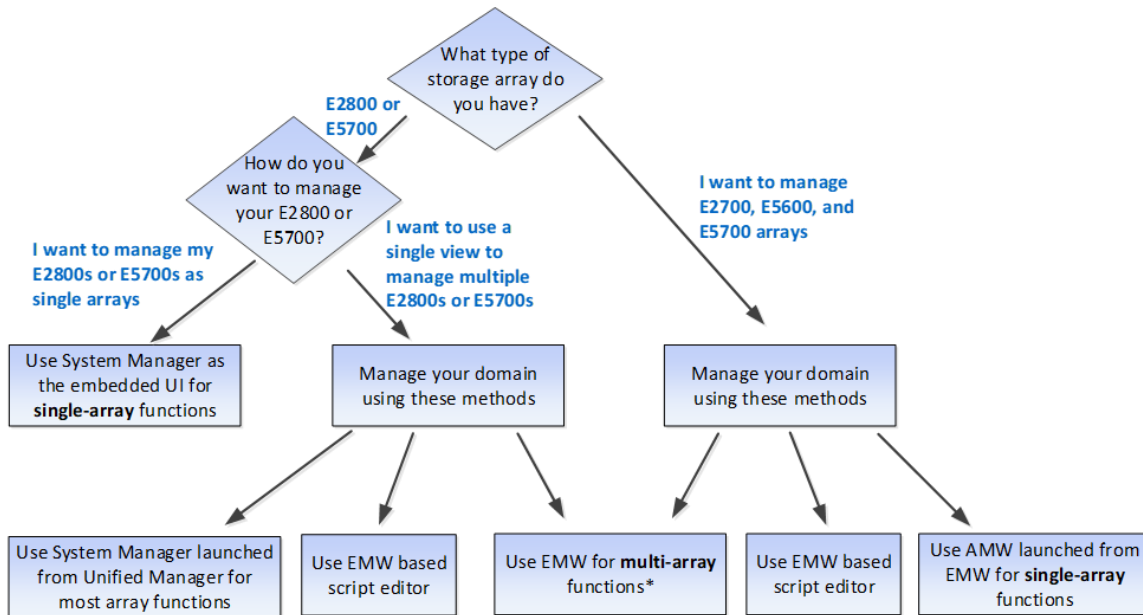 What type of
storage array do
you have?
E2800 or
E5700
How do you
want to manage
your E2800 or
E5700?
I want to manage
E2700, E5600, and
E5700 arrays
I want to manage my
E2800s or E5700s as
single arrays
I want to use a
single view to
manage multiple
E2800s or E5700s
Use System Manager as
the embedded UI for
single-array functions
Manage your domain
using these methods
Manage your domain
using these methods
Use System Manager launched
from Unified Manager for
most array functions
Use EMW based
script editor
Use EMW for multi-array
functions*
Use EMW based
script editor
Use AMW launched from
EMW for single-array
functions